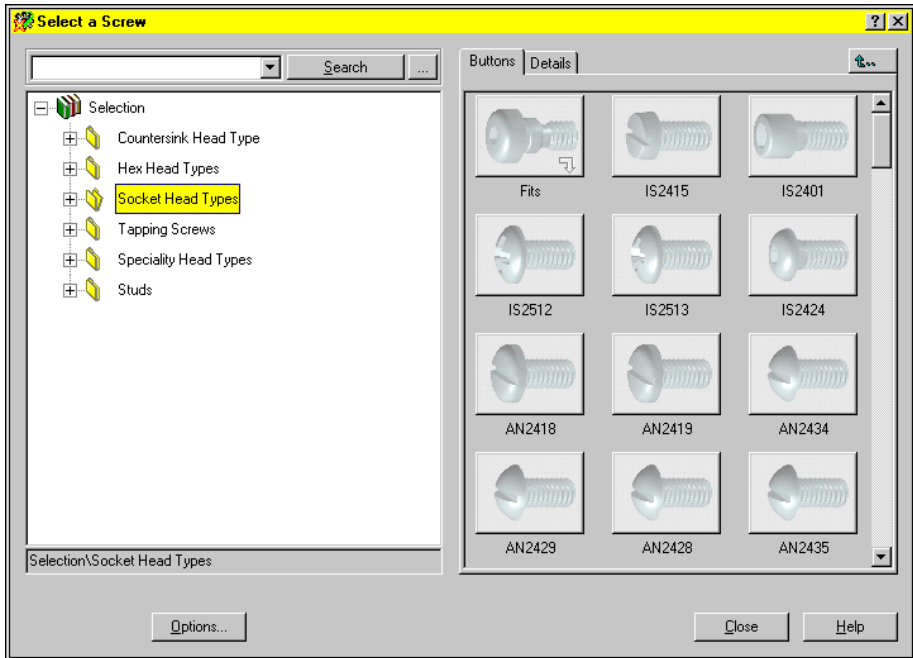 Select a Screw
Search
...
Buttons
Details
Selection
Countersink Head Type
Hex Head Types
Socket Head Types
Tapping Screws
Speciality Head Types
Studs
Fits
IS2415
IS2401
IS2512
IS2513
IS2424
AN2418
AN2419
AN2434
AN2429
AN2428
AN2435
Selection\Socket Head Types
Options...
Close
Help